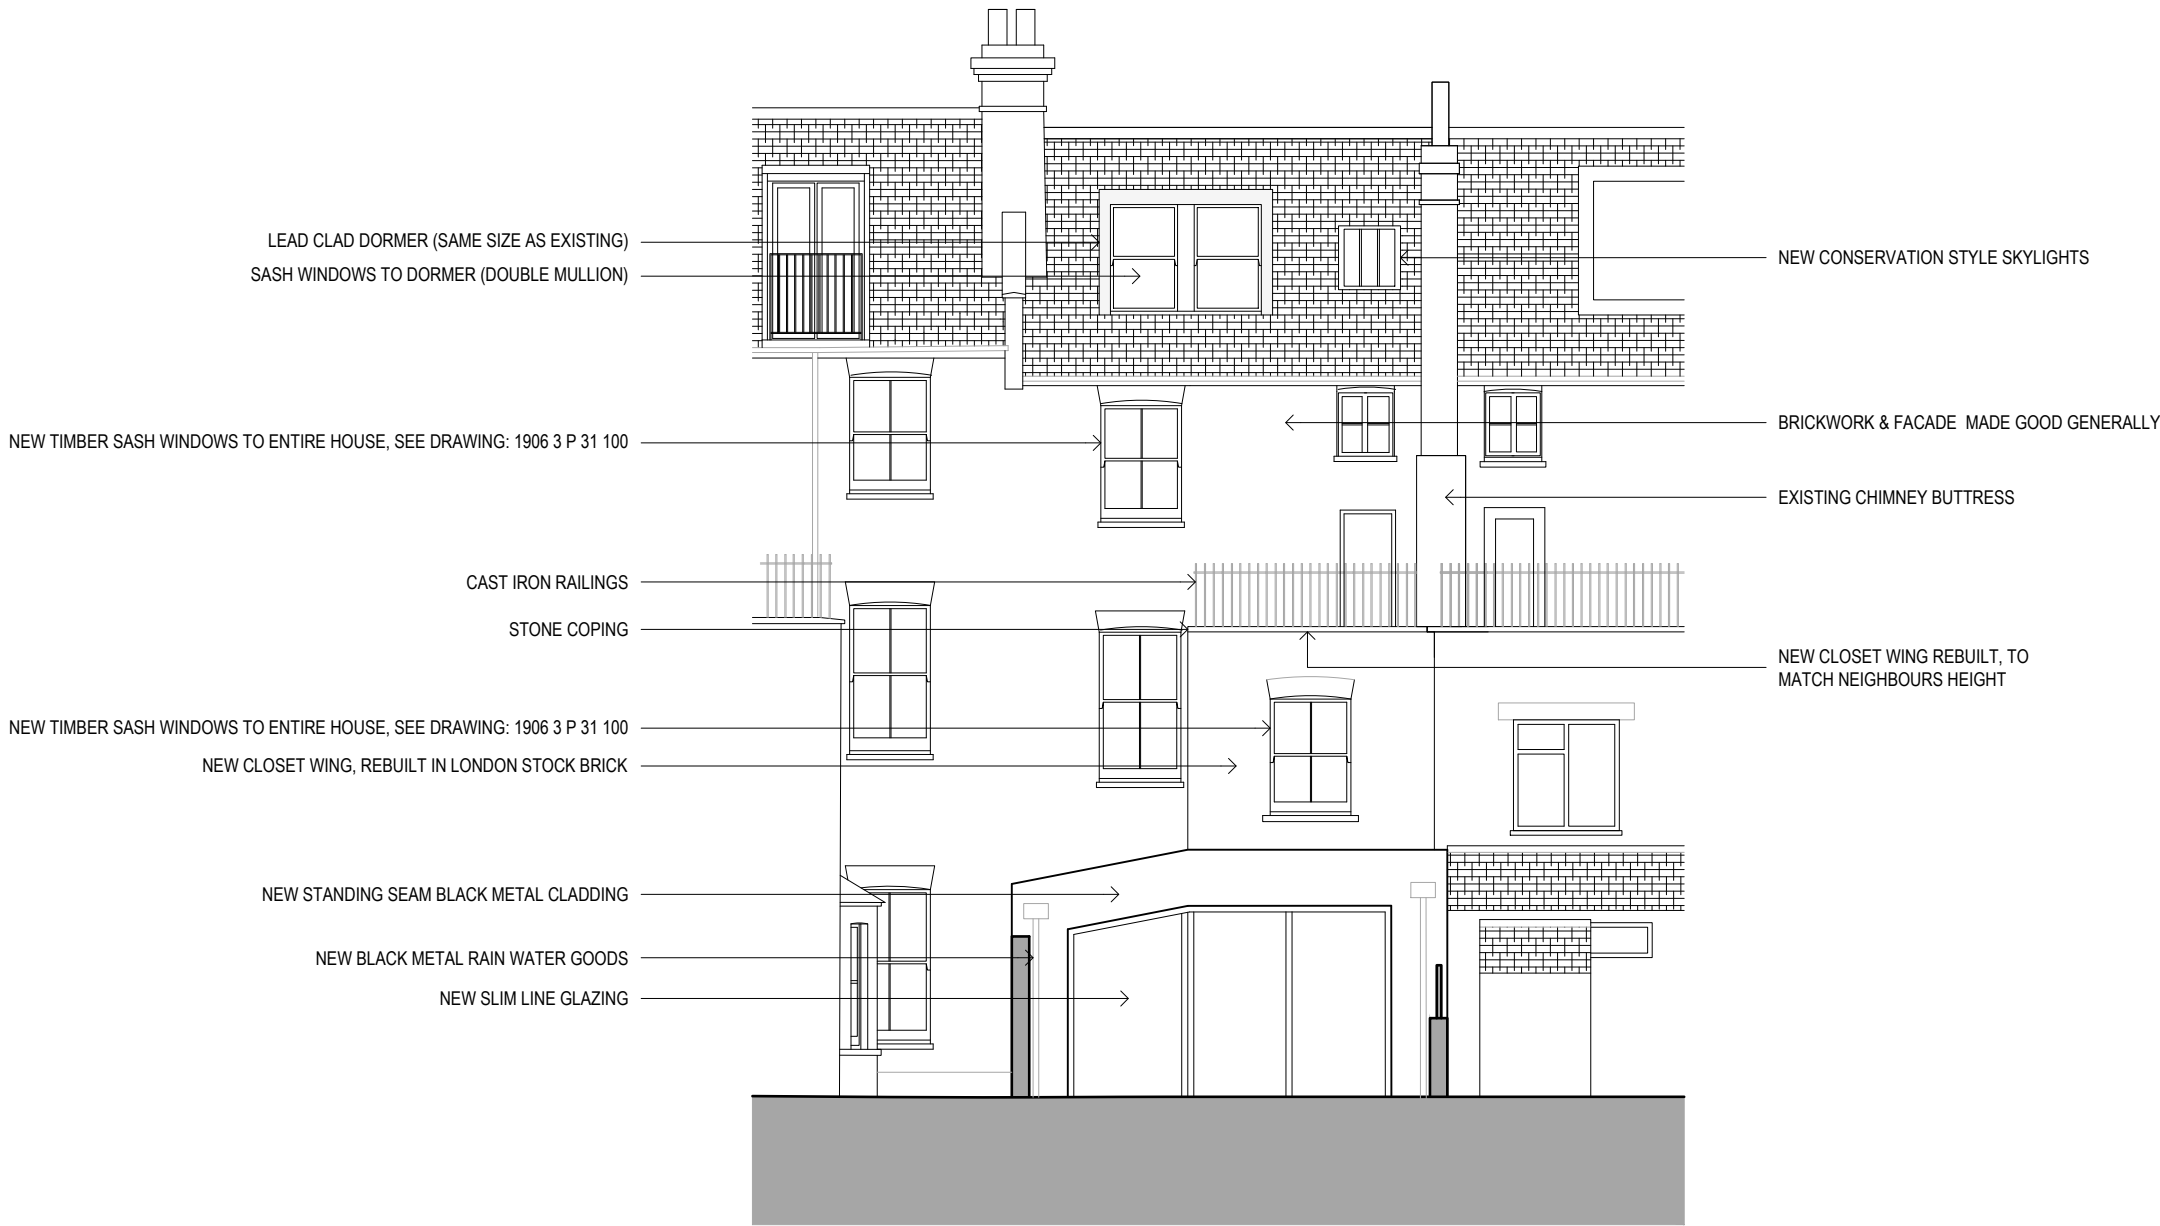 LEAD CLAD DORMER (SAME SIZE AS EXISTING)
SASH WINDOWS TO DORMER (DOUBLE MULLION)
NEW TIMBER SASH WINDOWS TO ENTIRE HOUSE, SEE DRAWING: 1906 3 P 31 100
CAST IRON RAILINGS
STONE COPING
NEW TIMBER SASH WINDOWS TO ENTIRE HOUSE, SEE DRAWING: 1906 3 P 31 100
NEW CLOSET WING, REBUILT IN LONDON STOCK BRICK
NEW STANDING SEAM BLACK METAL CLADDING
NEW BLACK METAL RAIN WATER GOODS
NEW SLIM LINE GLAZING
NEW CONSERVATION STYLE SKYLIGHTS
BRICKWORK & FACADE MADE GOOD GENERALLY
EXISTING CHIMNEY BUTTRESS
NEW CLOSET WING REBUILT, TO
MATCH NEIGHBOURS HEIGHT